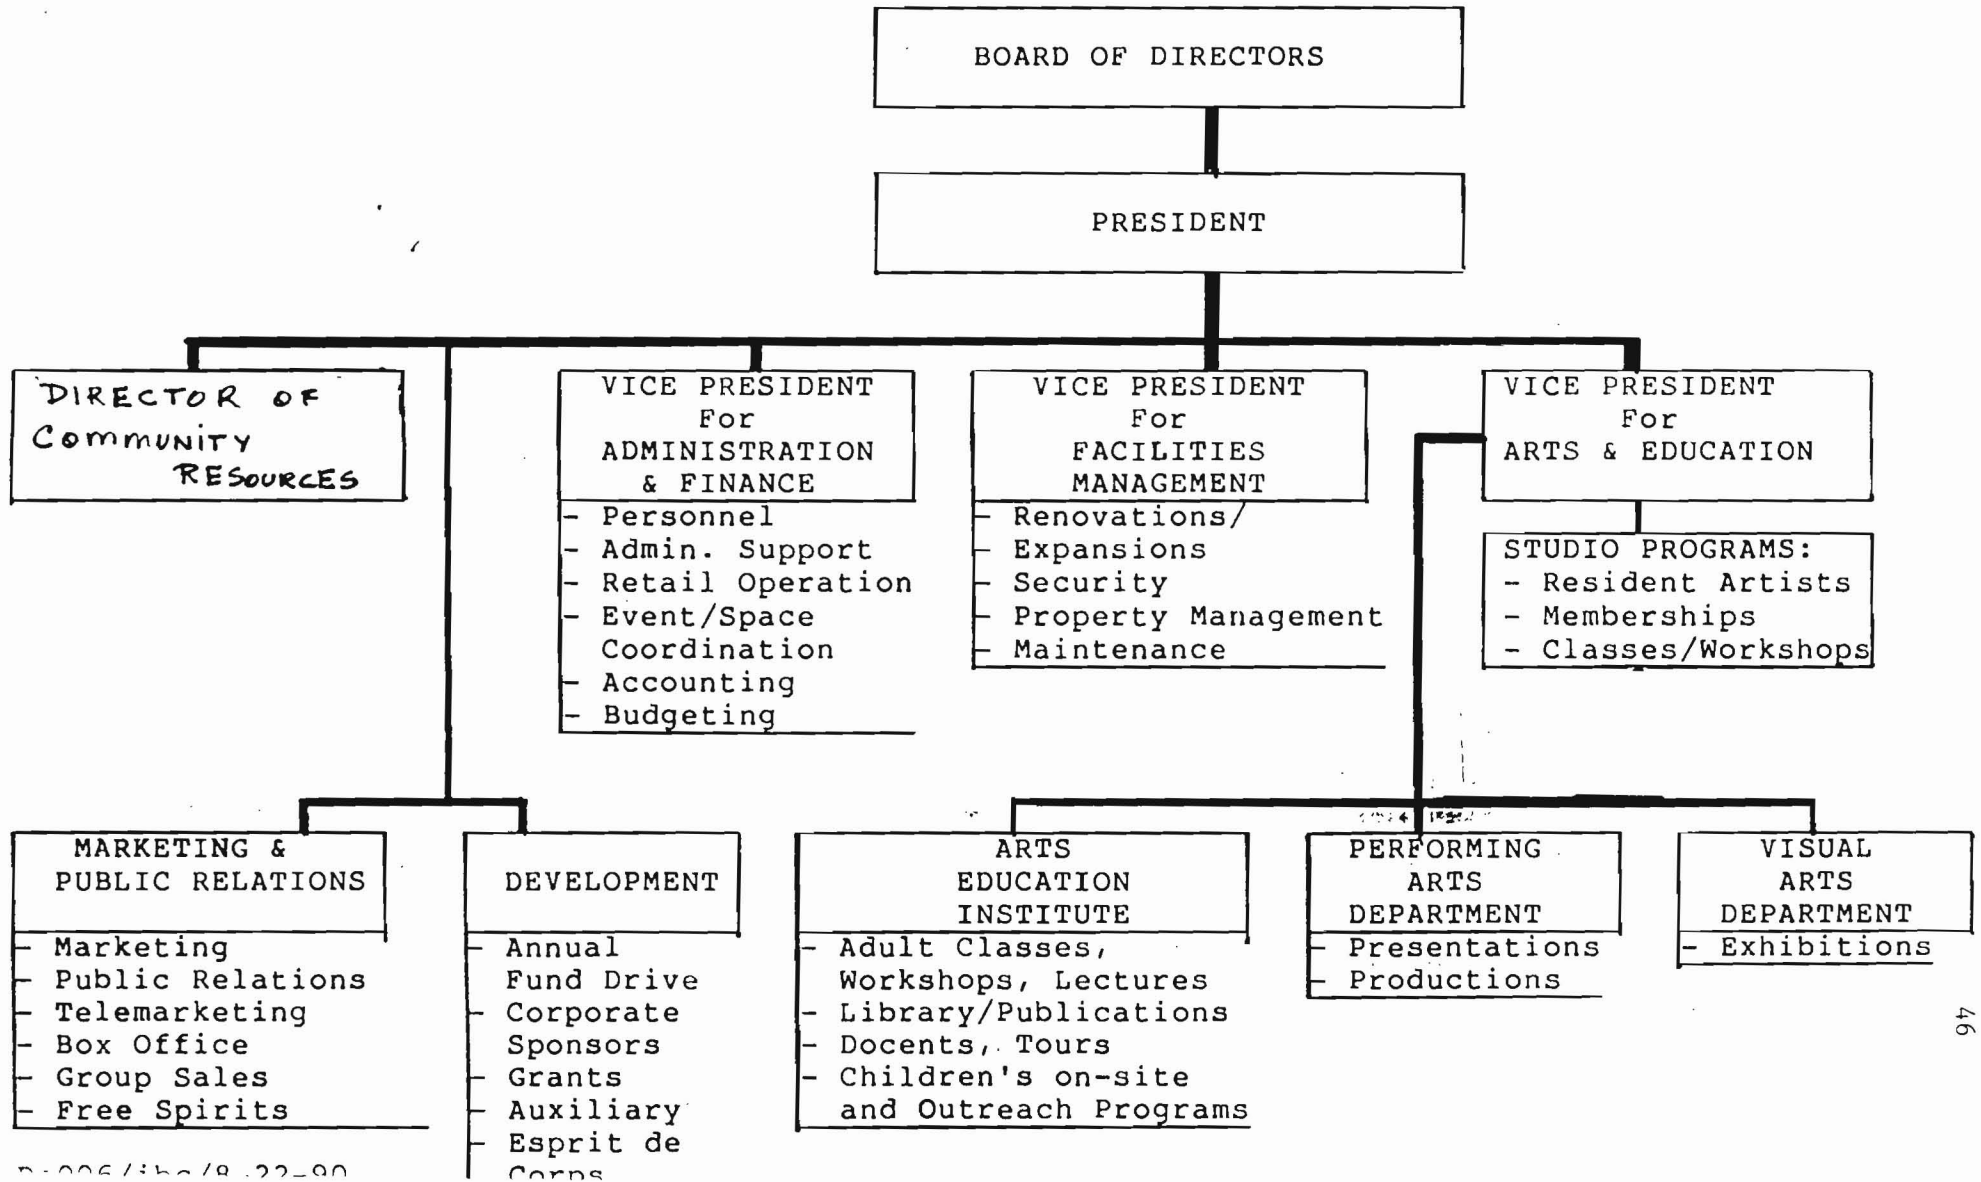 BOARD OF DIRECTORS
PRESIDENT
DIRECTOR OF
COMMUNITY
RESOURCES
VICE PRESIDENT
For
ADMINISTRATION
& FINANCE
- Personnel
- Admin. Support
- Retail Operation
- Event/Space
Coordination
- Accounting
- Budgeting
VICE PRESIDENT
For
FACILITIES
MANAGEMENT
- Renovations/
- Expansions
- Security
- Property Management
- Maintenance
VICE PRESIDENT
For
ARTS & EDUCATION
STUDIO PROGRAMS:
- Resident Artists
- Memberships
- Classes/Workshops
MARKETING &
PUBLIC RELATIONS
- Marketing
- Public Relations
- Telemarketing
- Box Office
- Group Sales
- Free Spirits
DEVELOPMENT
- Annual
Fund Drive
- Corporate
Sponsors
- Grants
- Auxiliary
- Esprit de
Corps
ARTS
EDUCATION
INSTITUTE
- Adult Classes,
Workshops, Lectures
- Library/Publications
- Docents, Tours
- Children's on-site
and Outreach Programs
PERFORMING
ARTS
DEPARTMENT
- Presentations
- Productions
VISUAL
ARTS
DEPARTMENT
- Exhibitions
46